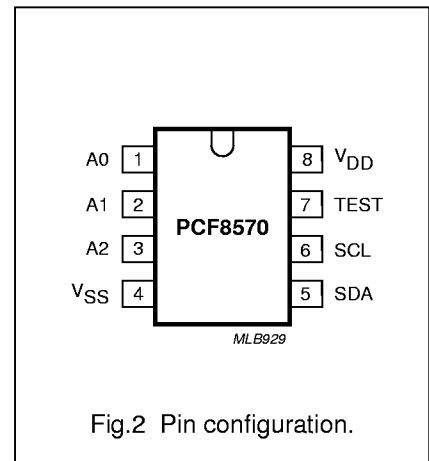 A0 1 8 VDD
A1 2 7 TEST
PCF8570
A2 3 6 SCL
VSS 4 5 SDA
MLB929
Fig.2 Pin configuration.